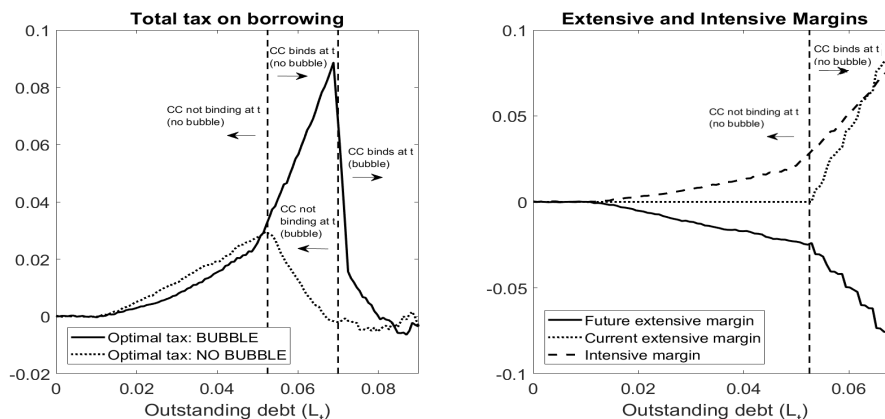 Total tax on borrowing
0.1
0.08
0.06
0.04
0.02
0
-0.02
CC binds at t
(no bubble)
CC not binding at t
(no bubble)
CC binds at t
(bubble)
CC not
binding at t
(bubble)
Optimal tax: BUBBLE
Optimal tax: NO BUBBLE
0
0.02
0.04
0.06
0.08
Outstanding debt (Lt)
Extensive and Intensive Margins
0.1
0.05
0
-0.05
-0.1
CC binds at t
(no bubble)
CC not binding at t
(no bubble)
Future extensive margin
Current extensive margin
Intensive margin
0
0.02
0.04
0.06
Outstanding debt (Lt)